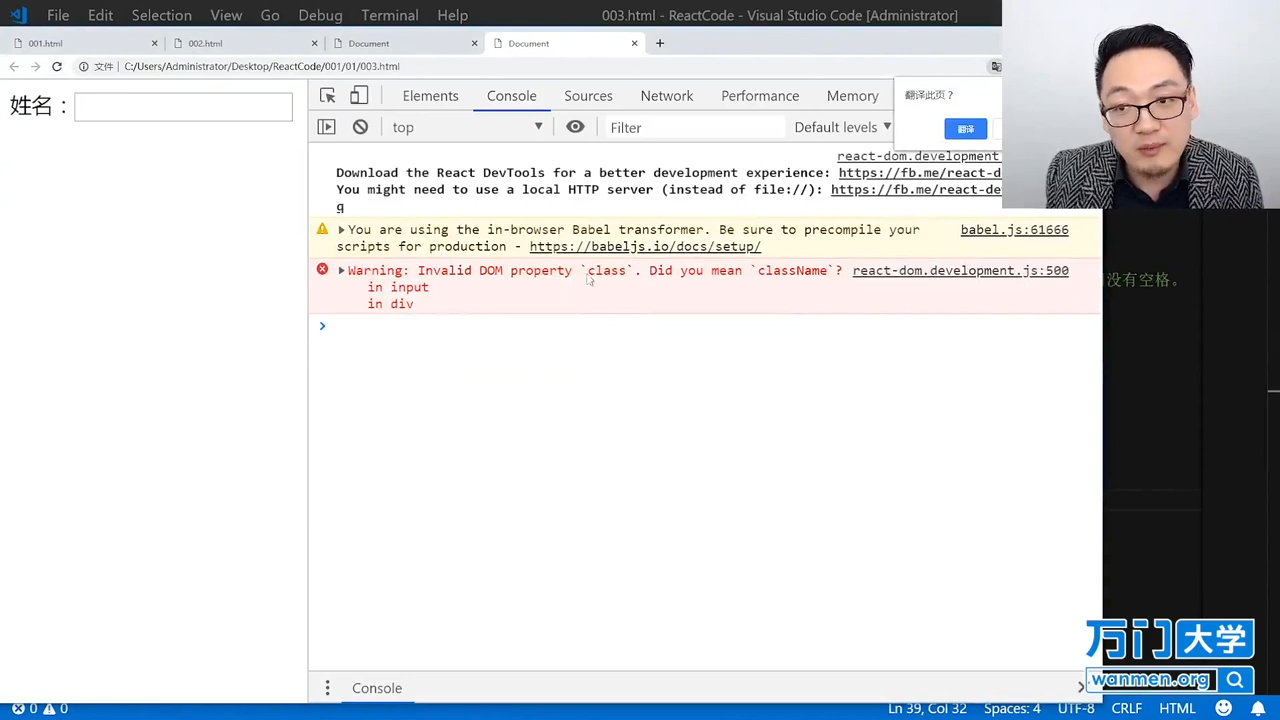 File Edit Selection View Go Debug Terminal Help 003.html - ReactCode - Visual Studio Code [Administrator]
001.html 002.html Document Document
文件 C:/Users/Administrator/Desktop/ReactCode/001/01/003.html
姓名：
Elements Console Sources Network Performance Memory
翻译此页？
翻译
top Filter Default levels
react-dom.development
Download the React DevTools for a better development experience: https://fb.me/react-d
You might need to use a local HTTP server (instead of file://): https://fb.me/react-de
q
You are using the in-browser Babel transformer. Be sure to precompile your babel.js:61666
scripts for production - https://babeljs.io/docs/setup/
Warning: Invalid DOM property `class`. Did you mean `className`? react-dom.development.js:500
in input
in div
没有空格。
Console
万门大学
wanmen.org
0 0 Ln 39, Col 32 Spaces: 4 UTF-8 CRLF HTML